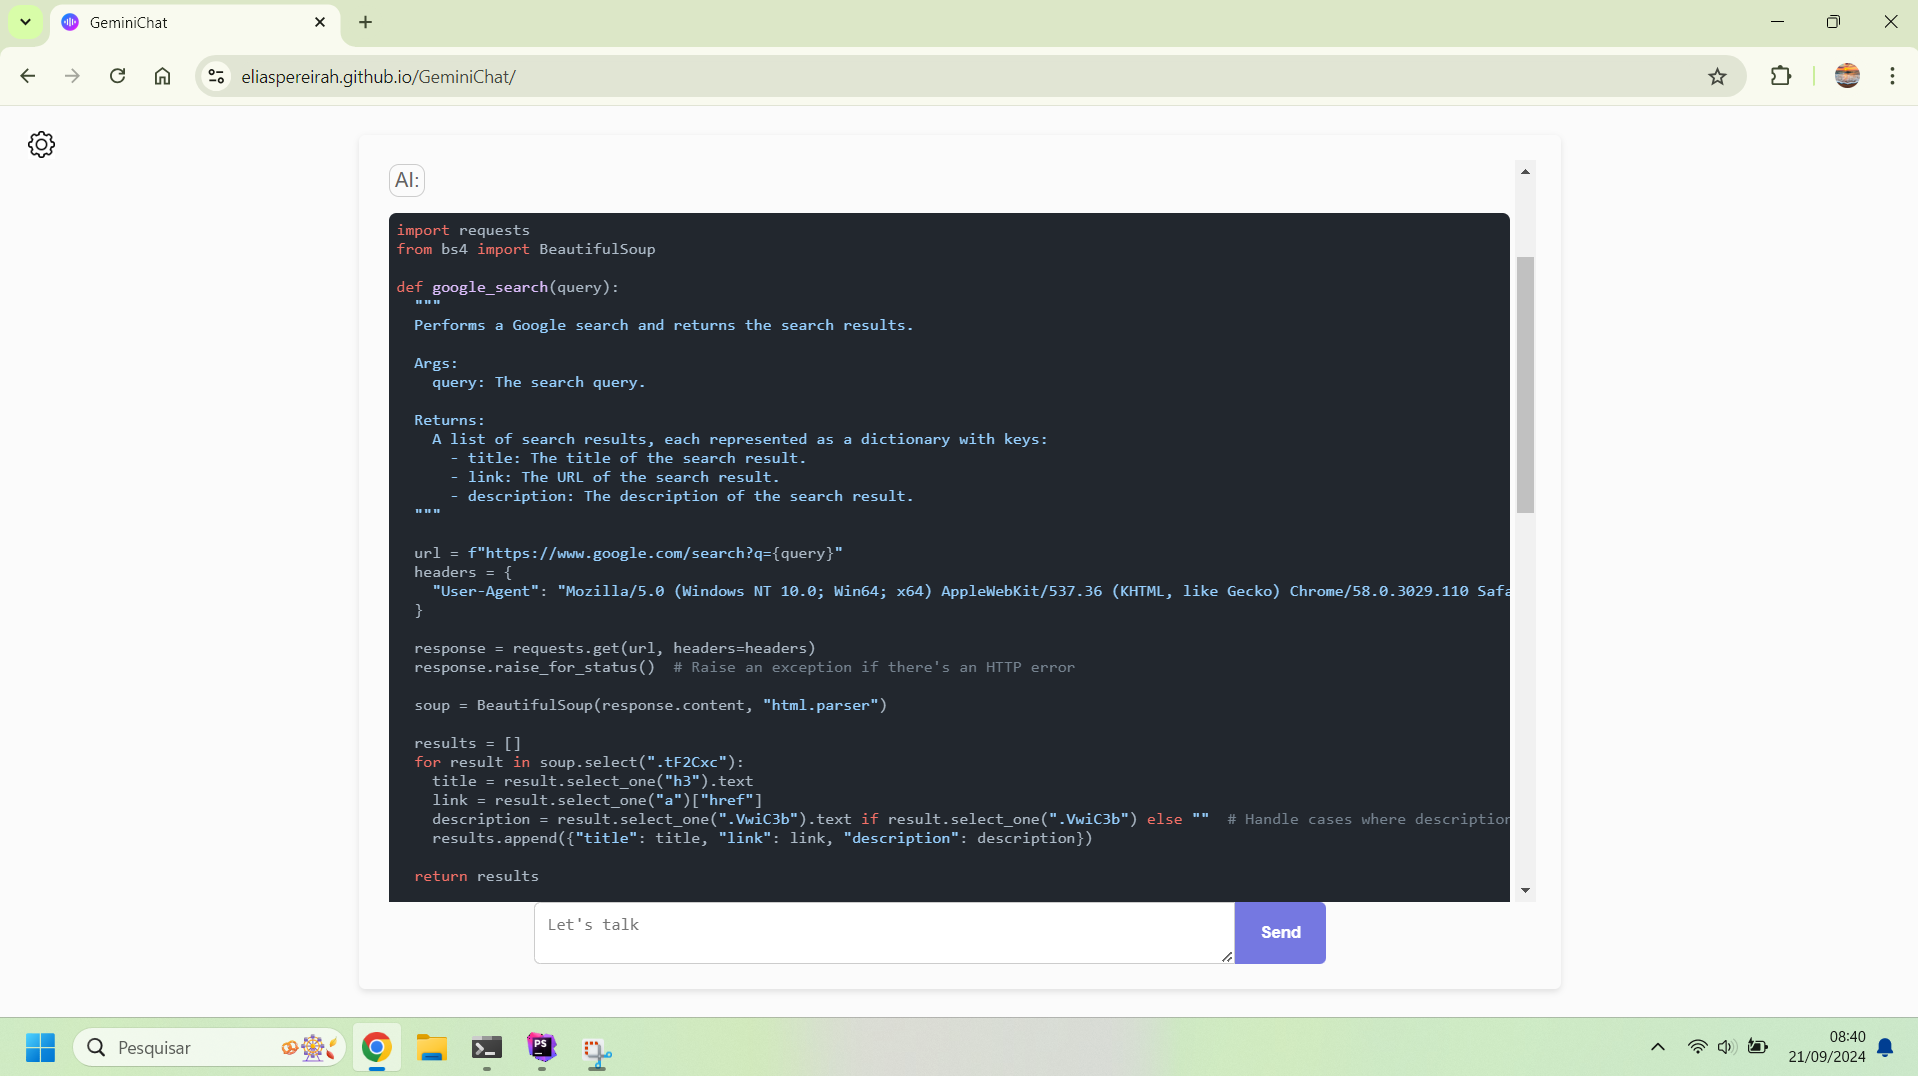 GeminiChat
eliaspereirah.github.io/GeminiChat/
AI:
import requests
from bs4 import BeautifulSoup
def google_search(query):
"""
Performs a Google search and returns the search results.
Args:
query: The search query.
Returns:
A list of search results, each represented as a dictionary with keys:
- title: The title of the search result.
- link: The URL of the search result.
- description: The description of the search result.
"""
url = f"https://www.google.com/search?q={query}"
headers = {
"User-Agent": "Mozilla/5.0 (Windows NT 10.0; Win64; x64) AppleWebKit/537.36 (KHTML, like Gecko) Chrome/58.0.3029.110 Safa
}
response = requests.get(url, headers=headers)
response.raise_for_status()  # Raise an exception if there's an HTTP error
soup = BeautifulSoup(response.content, "html.parser")
results = []
for result in soup.select(".tF2Cxc"):
title = result.select_one("h3").text
link = result.select_one("a")["href"]
description = result.select_one(".VwiC3b").text if result.select_one(".VwiC3b") else ""  # Handle cases where description
results.append({"title": title, "link": link, "description": description})
return results
Let's talk
Send
Pesquisar
PS
08:40
21/09/2024